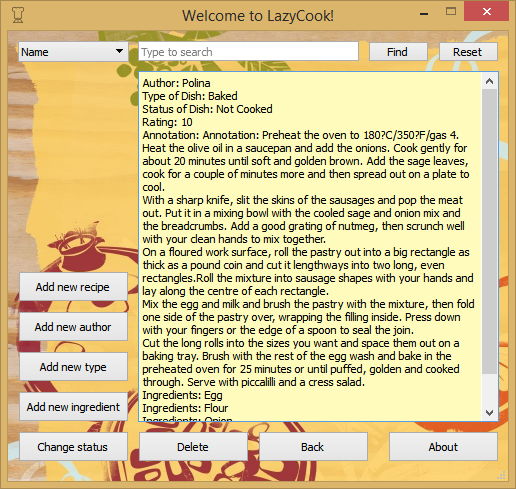 Welcome to LazyCook!
Name
Type to search
Find
Reset
Author: Polina
Type of Dish: Baked
Status of Dish: Not Cooked
Rating: 10
Annotation: Annotation: Preheat the oven to 180?C/350?F/gas 4.
Heat the olive oil in a saucepan and add the onions. Cook gently for
about 20 minutes until soft and golden brown. Add the sage leaves,
cook for a couple of minutes more and then spread out on a plate to
cool.
With a sharp knife, slit the skins of the sausages and pop the meat
out. Put it in a mixing bowl with the cooled sage and onion mix and
the breadcrumbs. Add a good grating of nutmeg, then scrunch well
with your clean hands to mix together.
On a floured work surface, roll the pastry out into a big rectangle as
thick as a pound coin and cut it lengthways into two long, even
rectangles.Roll the mixture into sausage shapes with your hands and
lay along the centre of each rectangle.
Mix the egg and milk and brush the pastry with the mixture, then fold
one side of the pastry over, wrapping the filling inside. Press down
with your fingers or the edge of a spoon to seal the join.
Cut the long rolls into the sizes you want and space them out on a
baking tray. Brush with the rest of the egg wash and bake in the
preheated oven for 25 minutes or until puffed, golden and cooked
through. Serve with piccalilli and a cress salad.
Ingredients: Egg
Ingredients: Flour
Ingredients: Onion
Add new recipe
Add new author
Add new type
Add new ingredient
Change status
Delete
Back
About